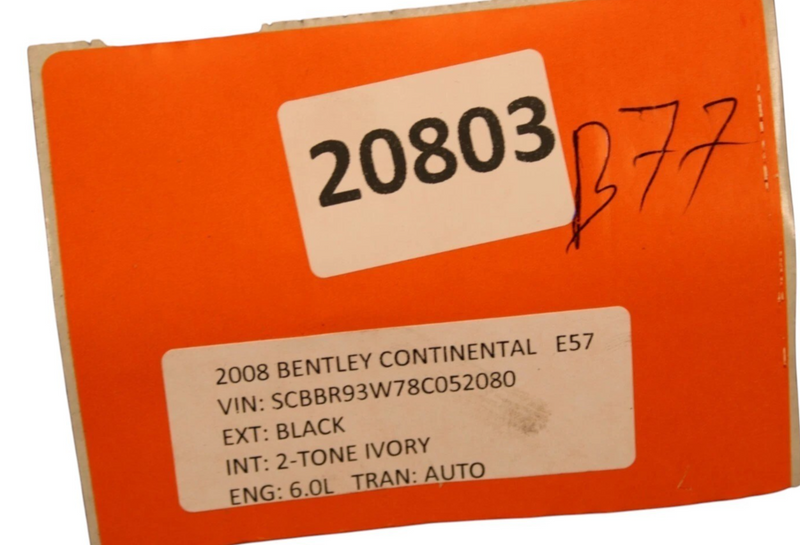 20803
B77
2008 BENTLEY CONTINENTAL E57
VIN: SCBBR93W78C052080
EXT: BLACK
INT: 2-TONE IVORY
ENG: 6.0L TRAN: AUTO